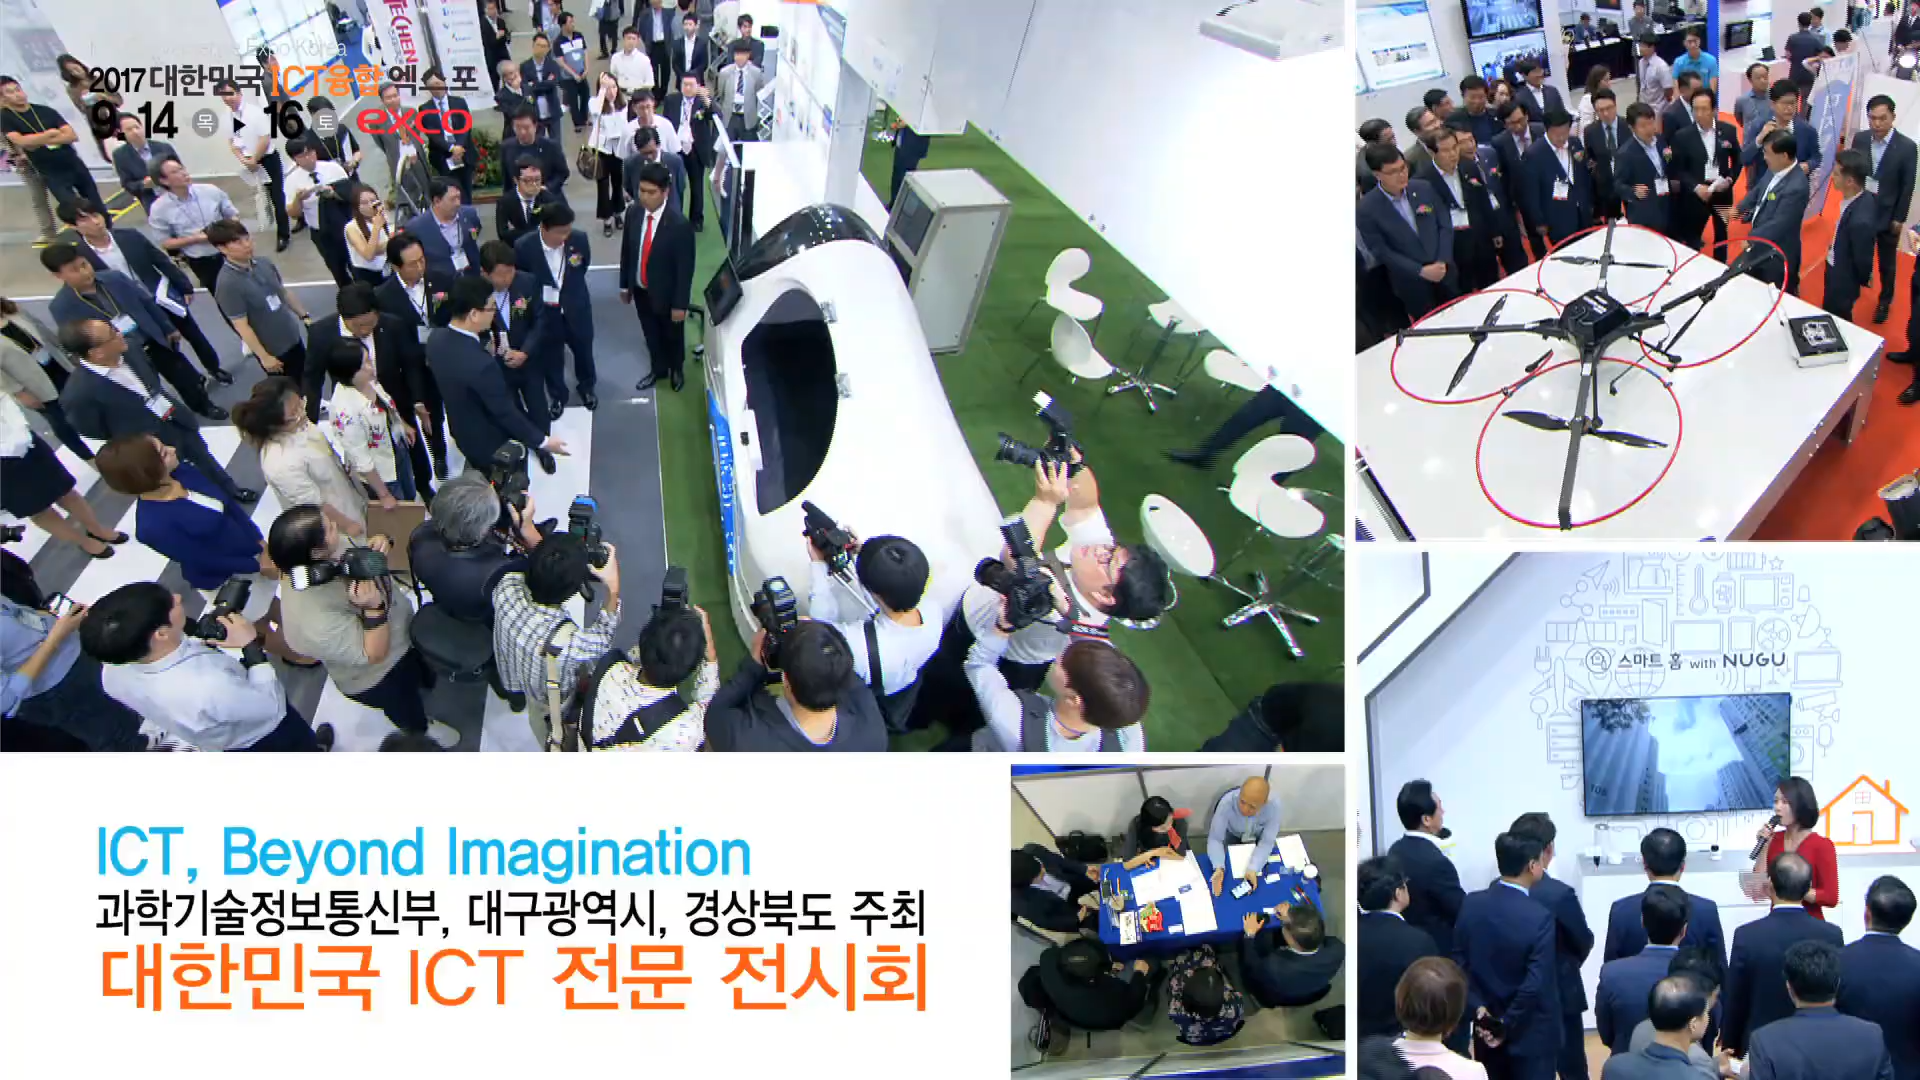 Expo Korea
2017 대한민국 ICT융합 엑스포
9. 14 목 ▶ 16 토 exco
TECHEN
스마트 홈 with NUGU
ICT, Beyond Imagination
과학기술정보통신부, 대구광역시, 경상북도 주최
대한민국 ICT 전문 전시회